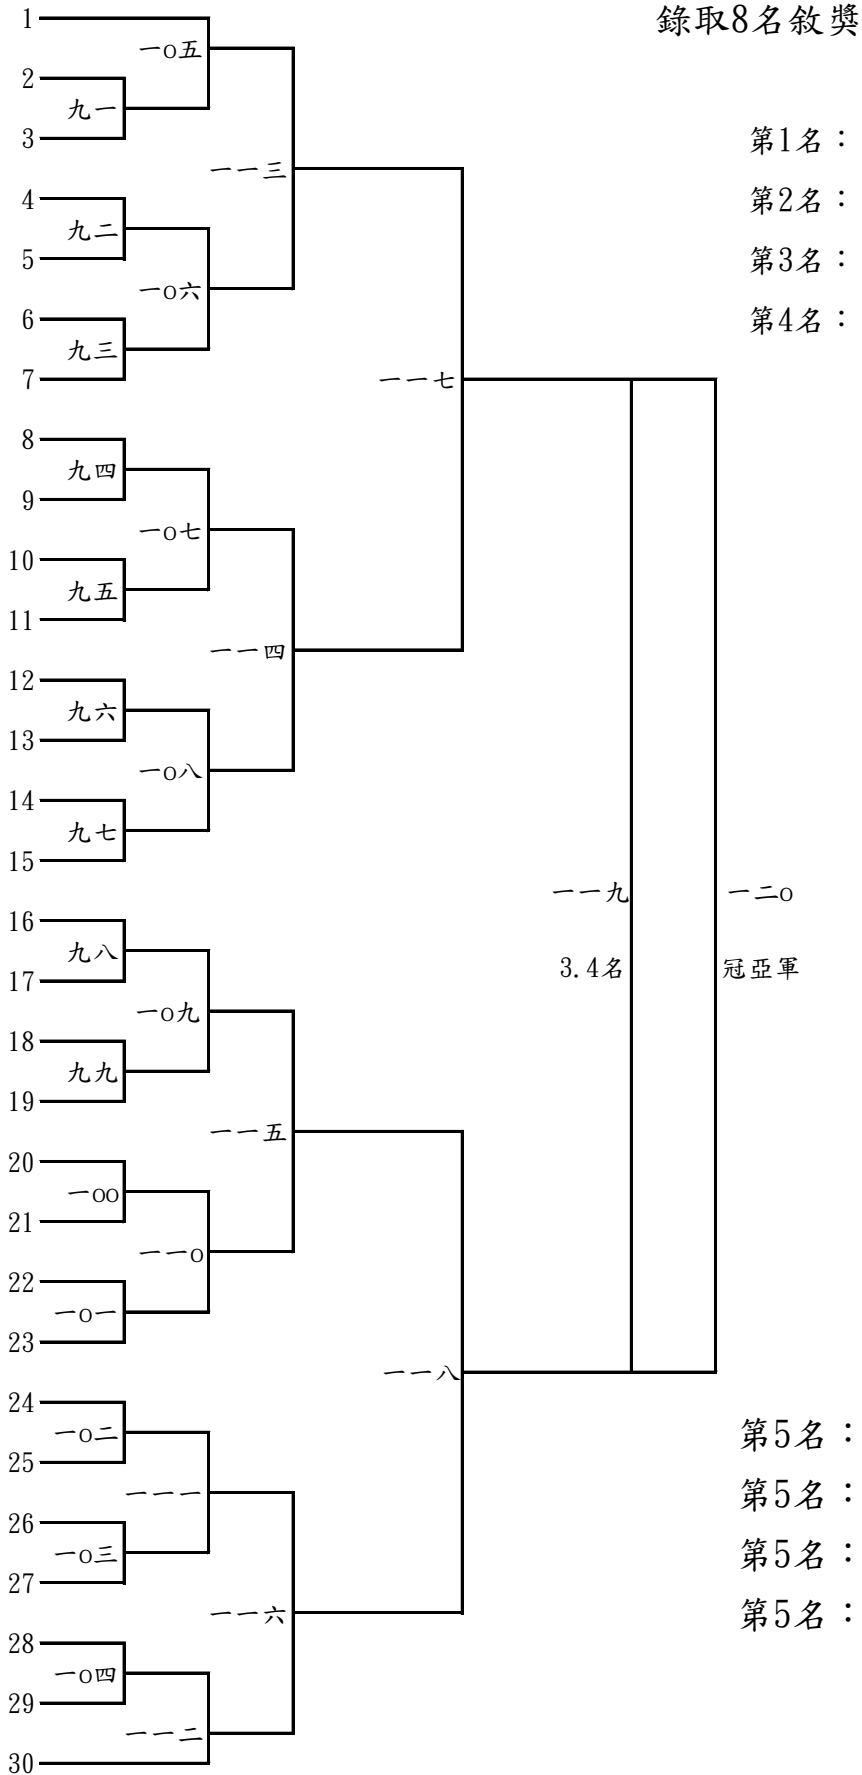 錄取8名敘獎
1
一o五
2
九一
3
第1名：
一一三
4
第2名：
九二
5
第3名：
一o六
6
第4名：
九三
7
一一七
8
九四
9
一o七
10
九五
11
一一四
12
九六
13
一o八
14
九七
15
一一九
一二o
16
九八
17
3.4名
冠亞軍
一o九
18
九九
19
一一五
20
一oo
21
一一o
22
一o一
23
一一八
24
第5名：
一o二
25
一一一
第5名：
26
一o三
第5名：
27
一一六
第5名：
28
一o四
29
一一二
30